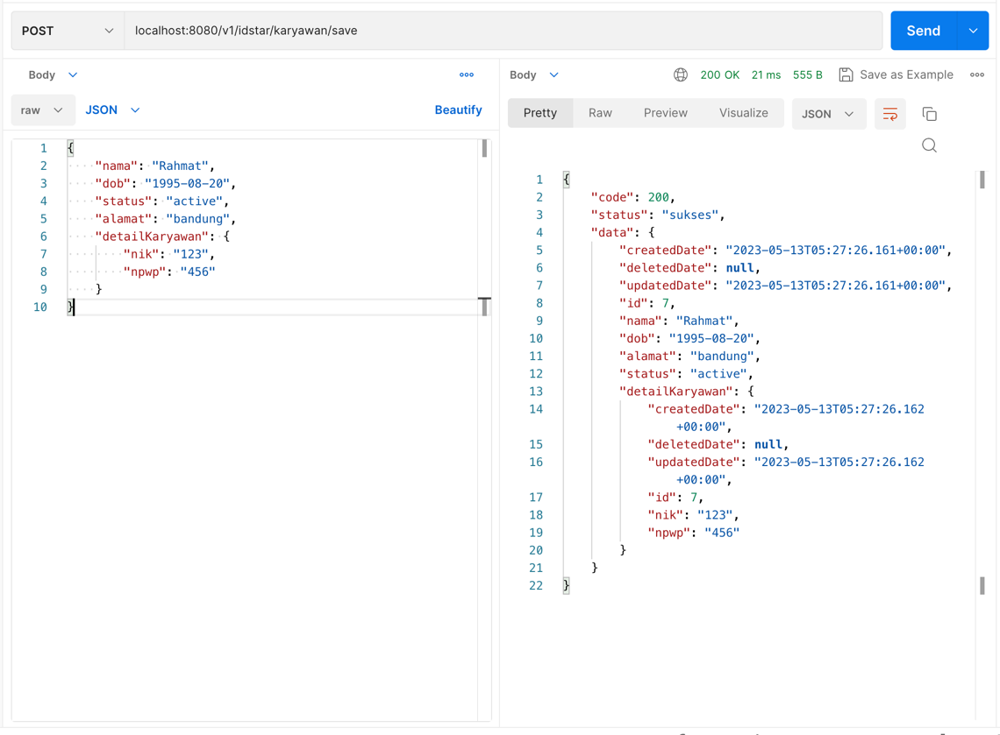 POST localhost:8080/v1/idstar/karyawan/save Send
Body
raw JSON Beautify
1 {
2 "nama": "Rahmat",
3 "dob": "1995-08-20",
4 "status": "active",
5 "alamat": "bandung",
6 "detailKaryawan": {
7 "nik": "123",
8 "npwp": "456"
9 }
10 }
Body 200 OK 21 ms 555 B Save as Example
Pretty Raw Preview Visualize JSON
1 {
2 "code": 200,
3 "status": "sukses",
4 "data": {
5 "createdDate": "2023-05-13T05:27:26.161+00:00",
6 "deletedDate": null,
7 "updatedDate": "2023-05-13T05:27:26.161+00:00",
8 "id": 7,
9 "nama": "Rahmat",
10 "dob": "1995-08-20",
11 "alamat": "bandung",
12 "status": "active",
13 "detailKaryawan": {
14 "createdDate": "2023-05-13T05:27:26.162
+00:00",
15 "deletedDate": null,
16 "updatedDate": "2023-05-13T05:27:26.162
+00:00",
17 "id": 7,
18 "nik": "123",
19 "npwp": "456"
20 }
21 }
22 }